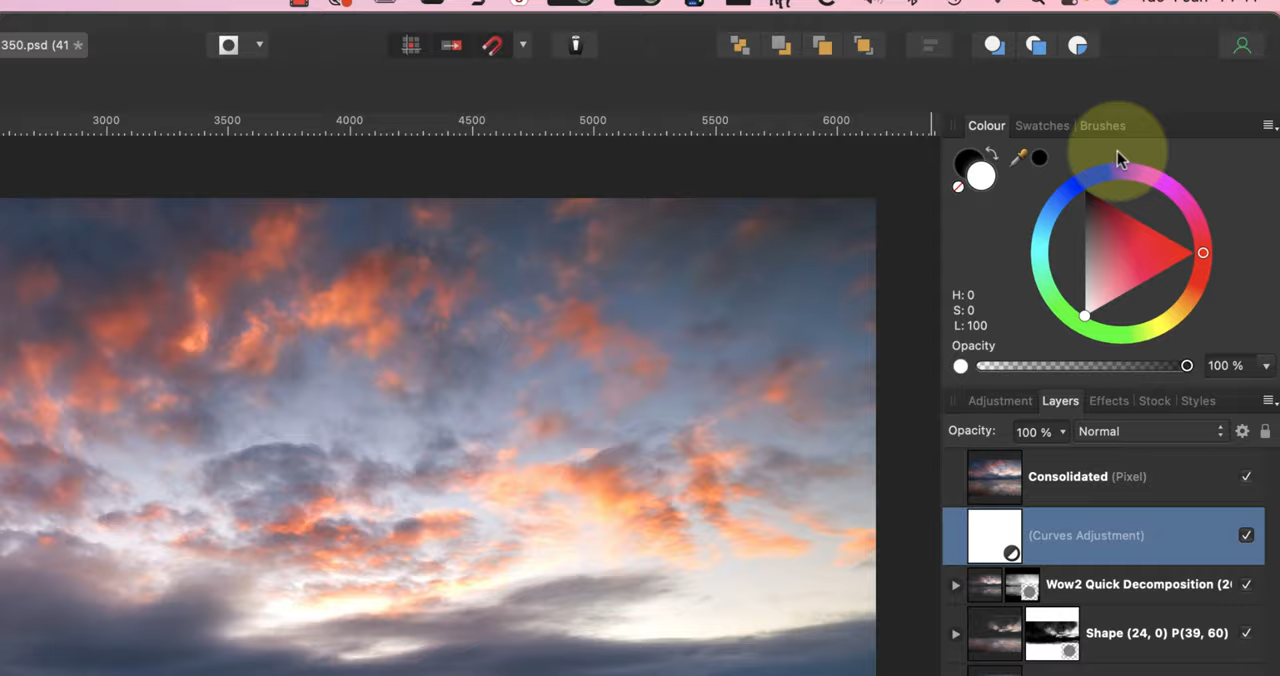 350.psd (41
3000 3500 4000 4500 5000 5500 6000
Colour Swatches Brushes
H: 0
S: 0
L: 100
Opacity
100 %
Adjustment Layers Effects Stock Styles
Opacity: 100 % Normal
Consolidated (Pixel)
(Curves Adjustment)
Wow2 Quick Decomposition (2
Shape (24, 0) P(39, 60)